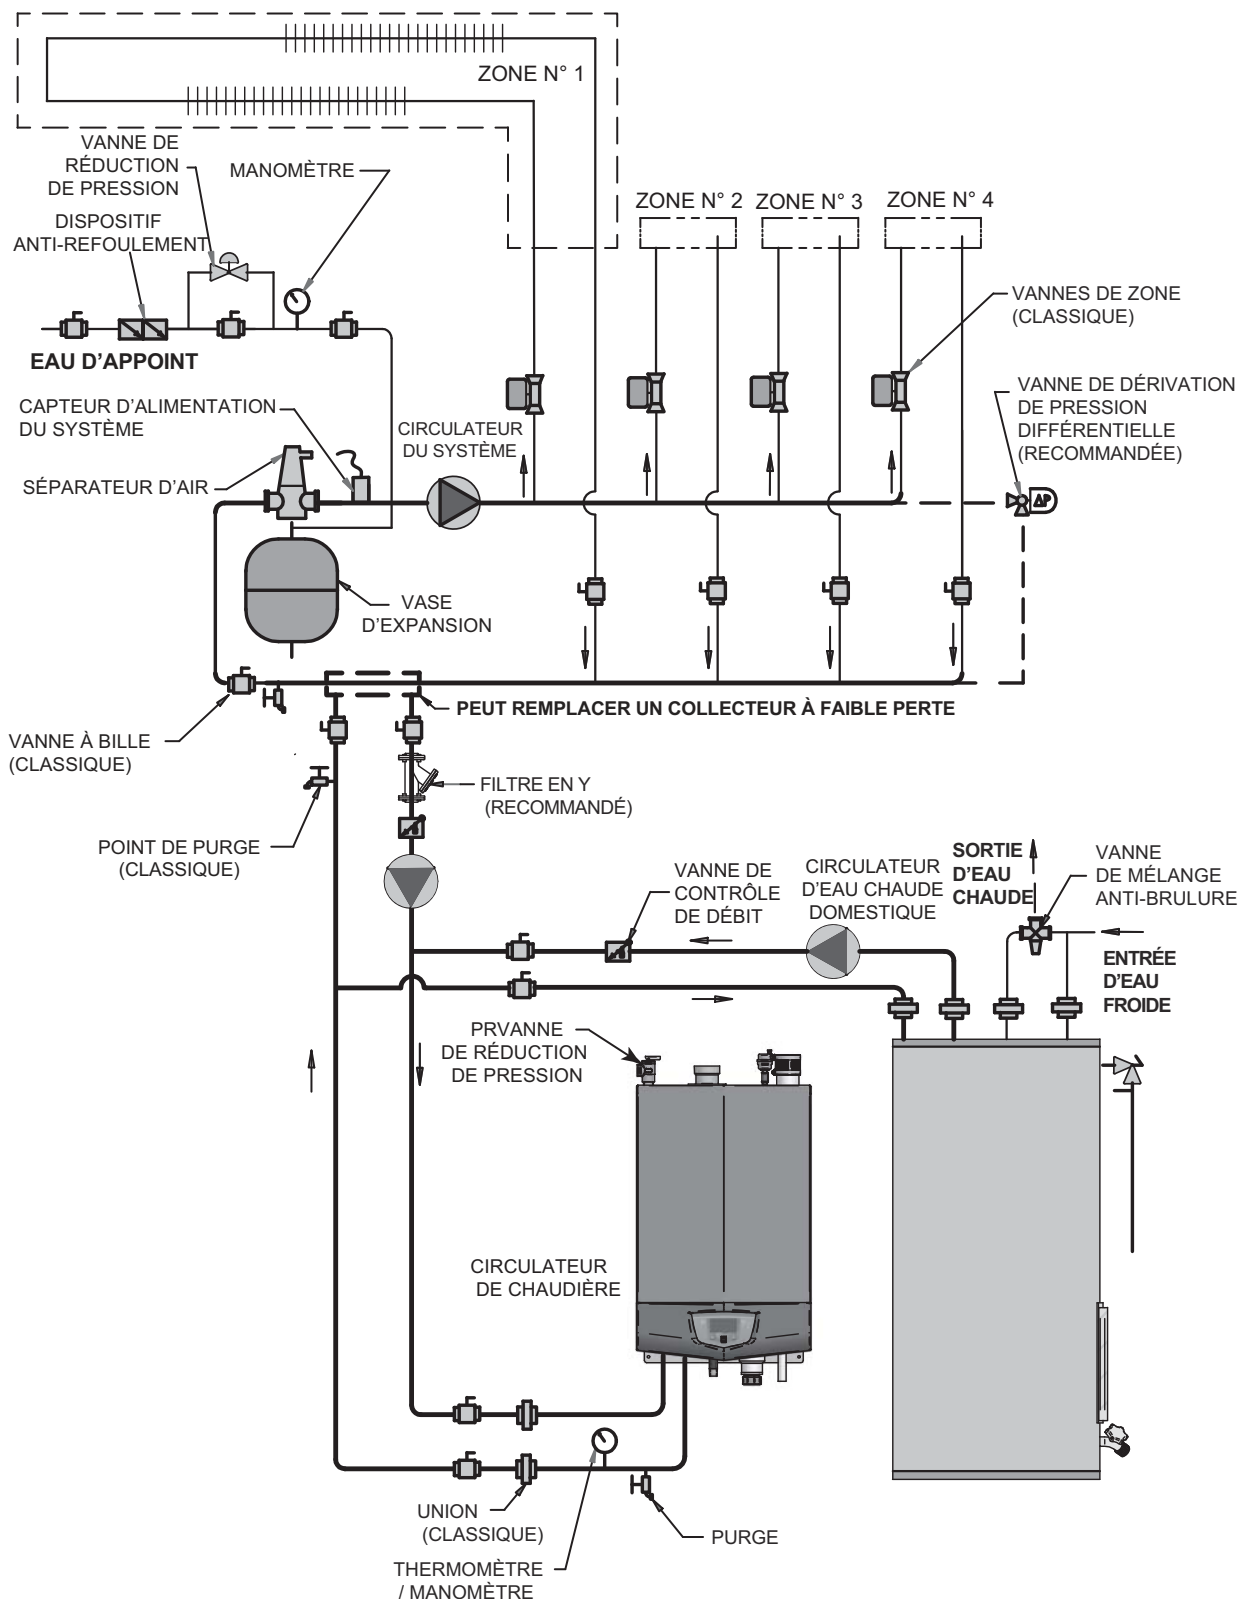 ZONE N° 1
VANNE DE
RÉDUCTION
DE PRESSION
MANOMÈTRE
DISPOSITIF
ANTI-REFOULEMENT
ZONE N° 2
ZONE N° 3
ZONE N° 4
VANNES DE ZONE
(CLASSIQUE)
EAU D'APPOINT
CAPTEUR D'ALIMENTATION
DU SYSTÈME
CIRCULATEUR
DU SYSTÈME
VANNE DE DÉRIVATION
DE PRESSION
DIFFÉRENTIELLE
(RECOMMANDÉE)
SÉPARATEUR D'AIR
ΔP
VASE
D'EXPANSION
PEUT REMPLACER UN COLLECTEUR À FAIBLE PERTE
VANNE À BILLE
(CLASSIQUE)
FILTRE EN Y
(RECOMMANDÉ)
POINT DE PURGE
(CLASSIQUE)
VANNE DE
CONTRÔLE
DE DÉBIT
CIRCULATEUR
D'EAU CHAUDE
DOMESTIQUE
SORTIE
D'EAU
CHAUDE
VANNE
DE MÉLANGE
ANTI-BRULURE
ENTRÉE
D'EAU
FROIDE
PRVANNE
DE RÉDUCTION
DE PRESSION
CIRCULATEUR
DE CHAUDIÈRE
UNION
(CLASSIQUE)
PURGE
THERMOMÈTRE
/ MANOMÈTRE